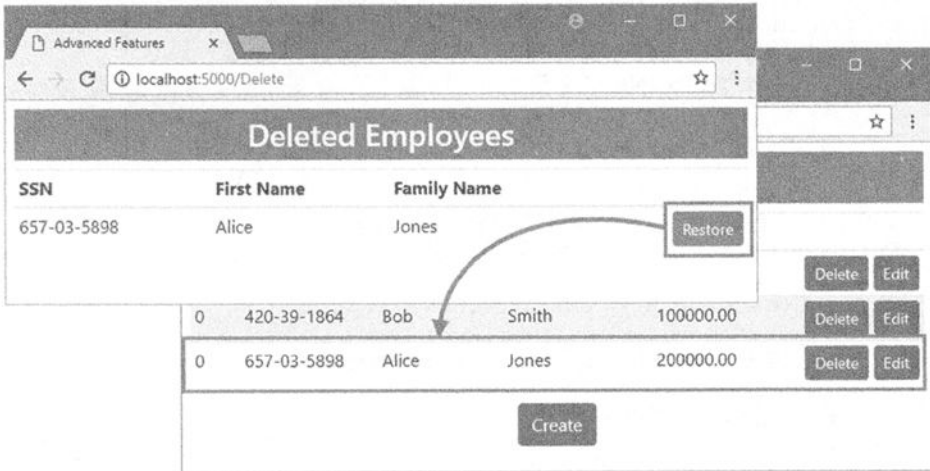 Advanced Features
localhost:5000/Delete
Deleted Employees
SSN First Name Family Name
657-03-5898 Alice Jones Restore
Delete Edit
0 420-39-1864 Bob Smith 100000.00 Delete Edit
0 657-03-5898 Alice Jones 200000.00 Delete Edit
Create